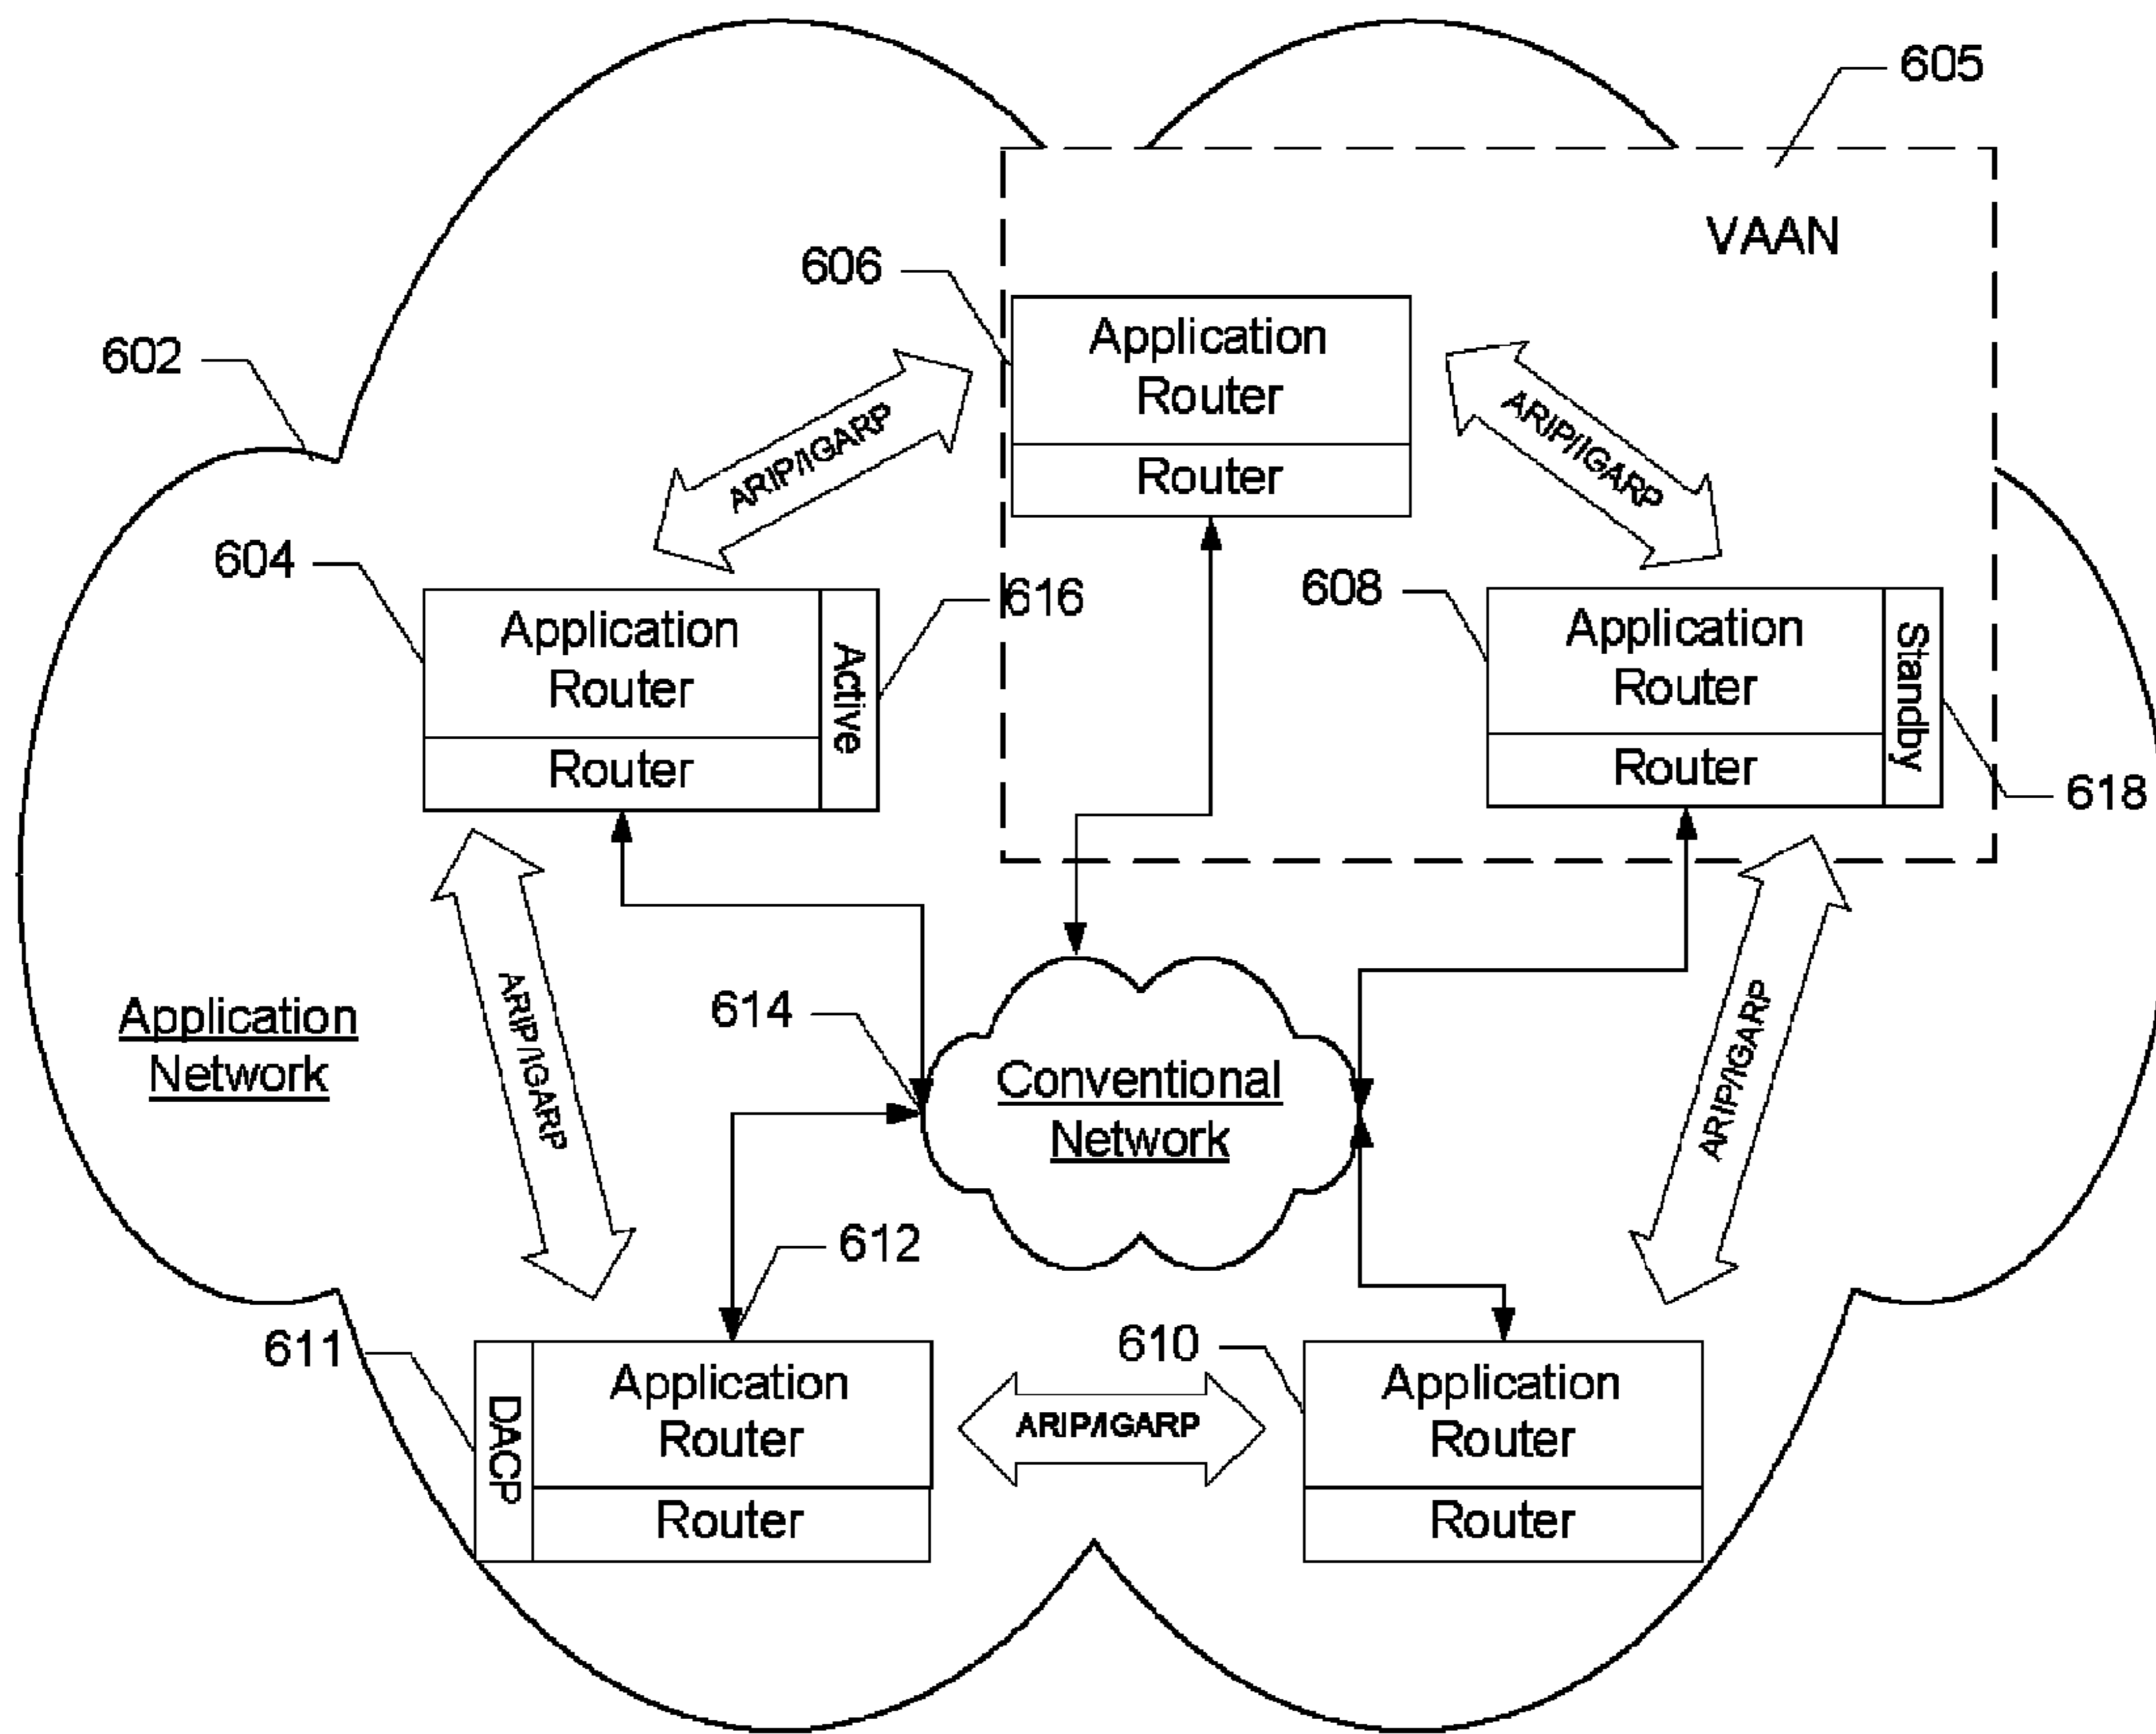 605
VAAN
606
Application
Router
Router
602
ARIP/IGARP
ARIP/IGARP
604
Application
Router
Router
Active
616
608
Application
Router
Router
Standby
618
Application
Network
ARIP/IGARP
614
Conventional
Network
ARIP/IGARP
612
611
DACP
Application
Router
Router
ARIP/IGARP
610
Application
Router
Router